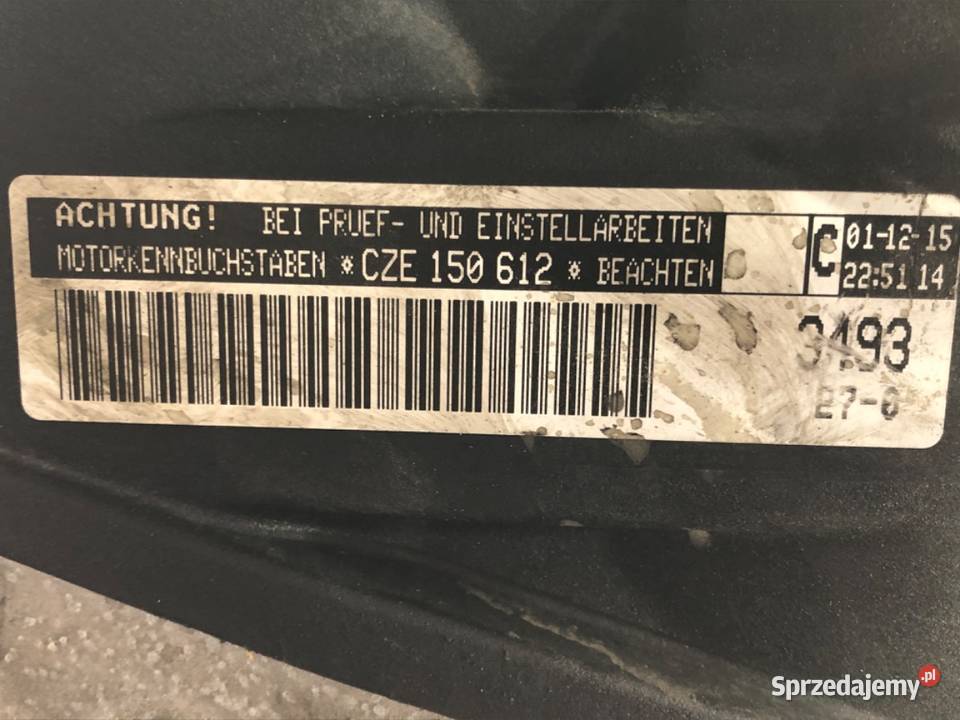 ACHTUNG! BEI PRUEF- UND EINSTELLARBEITEN
MOTORKENNBUCHSTABEN *CZE 150 612 * BEACHTEN
C
01-12-15
22:51 14
3493
27-0
Sprzedajemy.pl